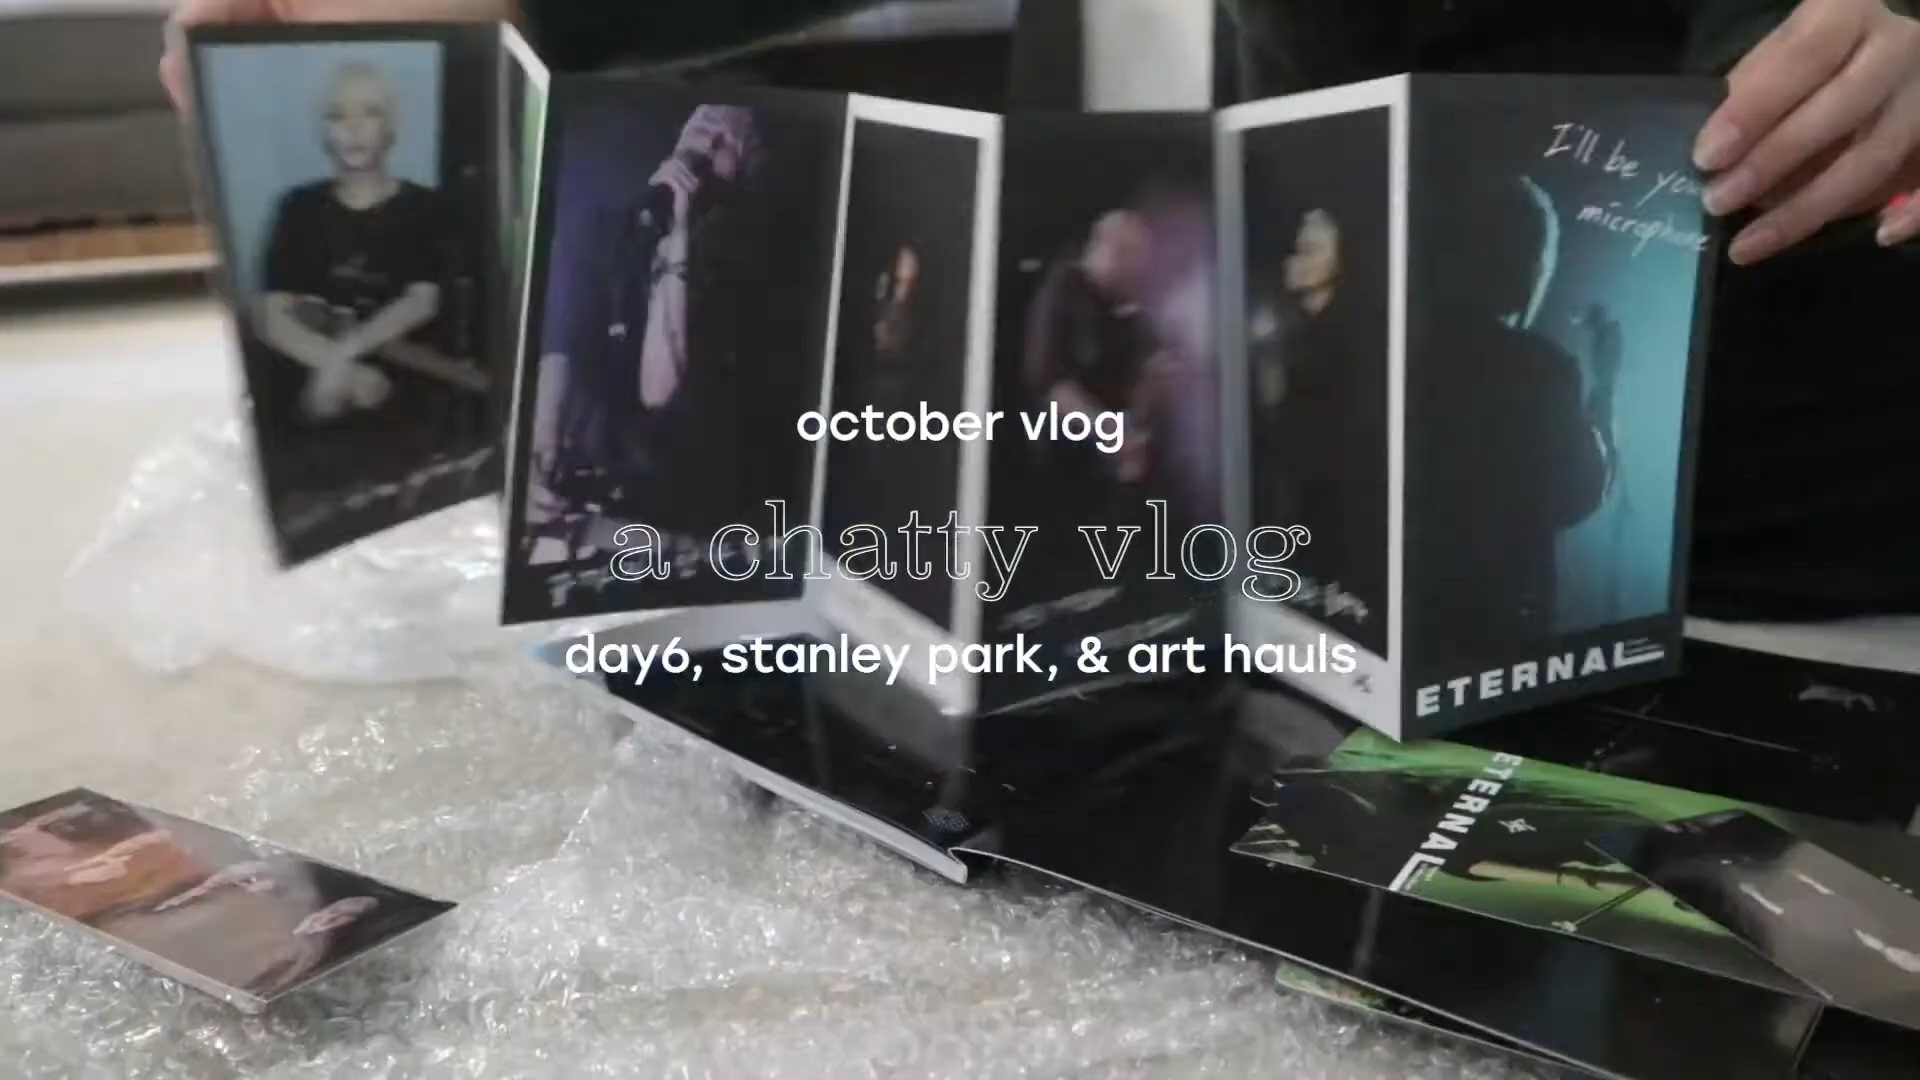 I'll be your
microphone
october vlog
a chatty vlog
day6, stanley park, & art hauls
ETERNAL
ETERNAL